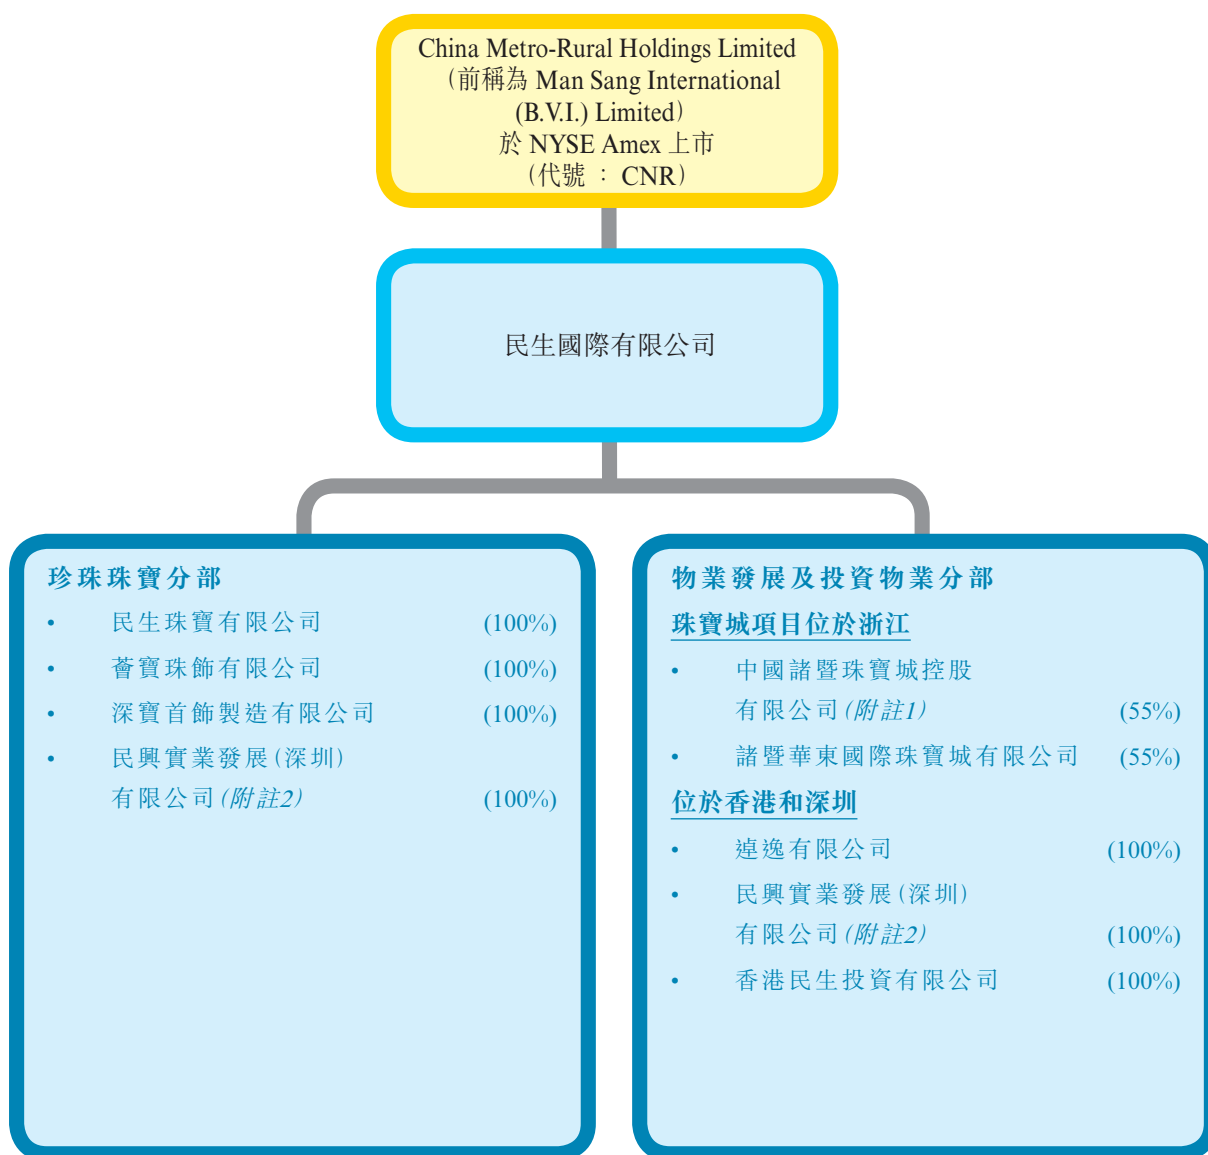 China Metro-Rural Holdings Limited
(前稱為 Man Sang International
(B.V.I.) Limited)
於 NYSE Amex 上市
(代號 : CNR)
民生國際有限公司
珍珠珠寶分部
• 民生珠寶有限公司 (100%)
• 薈寶珠飾有限公司 (100%)
• 深寶首飾製造有限公司 (100%)
• 民興實業發展(深圳)
有限公司(附註2) (100%)
物業發展及投資物業分部
珠寶城項目位於浙江
• 中國諸暨珠寶城控股
有限公司(附註1) (55%)
• 諸暨華東國際珠寶城有限公司 (55%)
位於香港和深圳
• 逴逸有限公司 (100%)
• 民興實業發展(深圳)
有限公司(附註2) (100%)
• 香港民生投資有限公司 (100%)